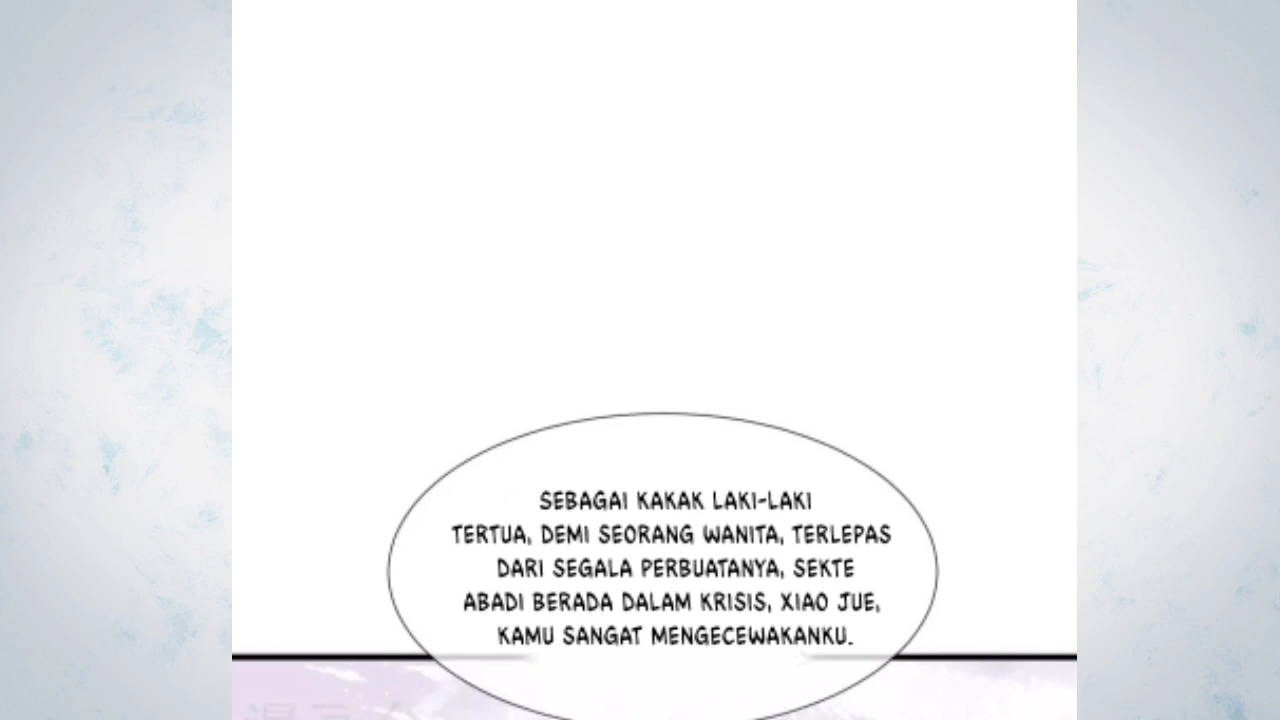 SEBAGAI KAKAK LAKI-LAKI
TERTUA, DEMI SEORANG WANITA, TERLEPAS
DARI SEGALA PERBUATANYA, SEKTE
ABADI BERADA DALAM KRISIS, XIAO JUE,
KAMU SANGAT MENGECEWAKANKU.